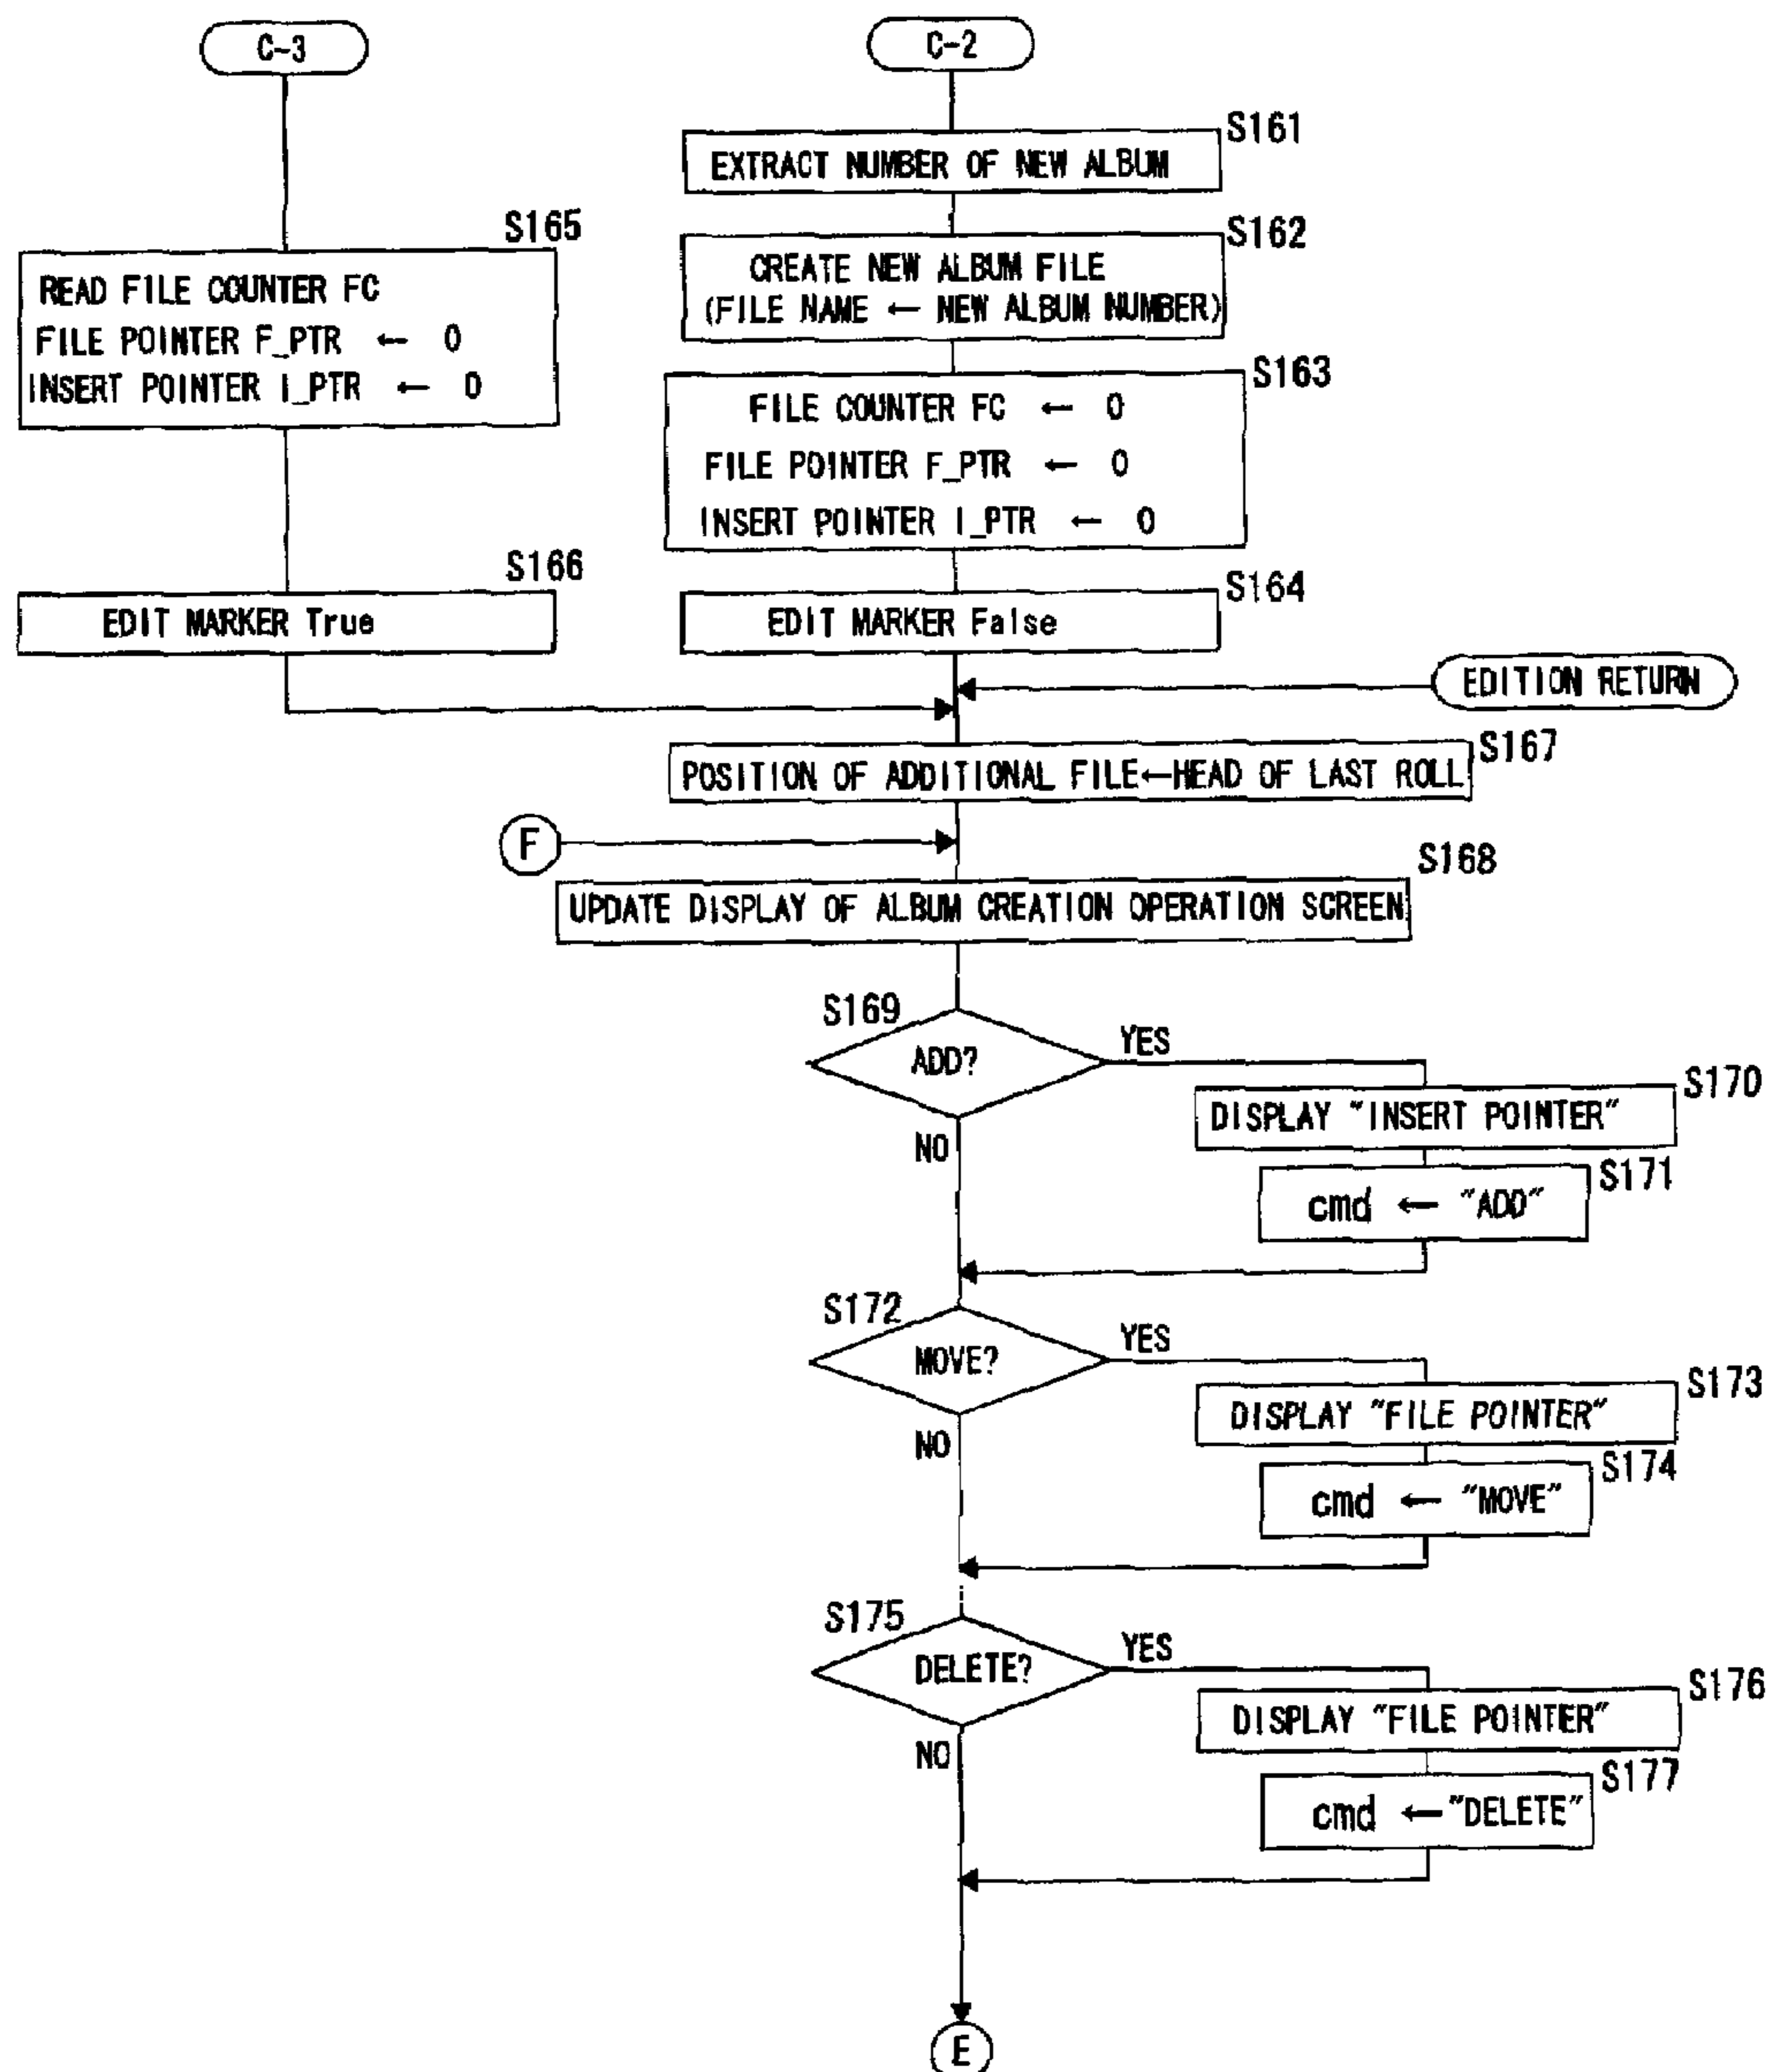 C-3
C-2
S161
EXTRACT NUMBER OF NEW ALBUM
S165
READ FILE COUNTER FC
FILE POINTER F_PTR ← 0
INSERT POINTER I_PTR ← 0
S162
CREATE NEW ALBUM FILE
(FILE NAME ← NEW ALBUM NUMBER)
S163
FILE COUNTER FC ← 0
FILE POINTER F_PTR ← 0
INSERT POINTER I_PTR ← 0
S166
EDIT MARKER True
S164
EDIT MARKER False
EDITION RETURN
S167
POSITION OF ADDITIONAL FILE←HEAD OF LAST ROLL
F
S168
UPDATE DISPLAY OF ALBUM CREATION OPERATION SCREEN
S169
ADD?
YES
NO
S170
DISPLAY "INSERT POINTER"
S171
cmd ← "ADD"
S172
MOVE?
YES
NO
S173
DISPLAY "FILE POINTER"
S174
cmd ← "MOVE"
S175
DELETE?
YES
NO
S176
DISPLAY "FILE POINTER"
S177
cmd ← "DELETE"
E